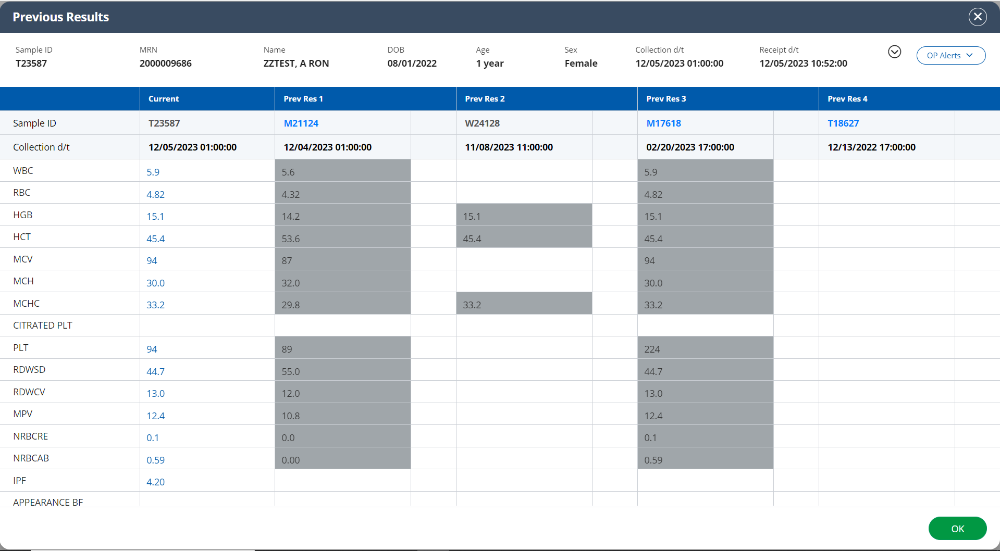 Previous Results
Sample ID MRN Name DOB Age Sex Collection d/t Receipt d/t
T23587 2000009686 ZZTEST, A RON 08/01/2022 1 year Female 12/05/2023 01:00:00 12/05/2023 10:52:00
OP Alerts
Current Prev Res 1 Prev Res 2 Prev Res 3 Prev Res 4
Sample ID T23587 M21124 W24128 M17618 T18627
Collection d/t 12/05/2023 01:00:00 12/04/2023 01:00:00 11/08/2023 11:00:00 02/20/2023 17:00:00 12/13/2022 17:00:00
WBC 5.9 5.6 5.9
RBC 4.82 4.32 4.82
HGB 15.1 14.2 15.1 15.1
HCT 45.4 53.6 45.4 45.4
MCV 94 87 94
MCH 30.0 32.0 30.0
MCHC 33.2 29.8 33.2 33.2
CITRATED PLT
PLT 94 89 224
RDWSD 44.7 55.0 44.7
RDWCV 13.0 12.0 13.0
MPV 12.4 10.8 12.4
NRBCRE 0.1 0.0 0.1
NRBCAB 0.59 0.00 0.59
IPF 4.20
APPEARANCE BF
OK